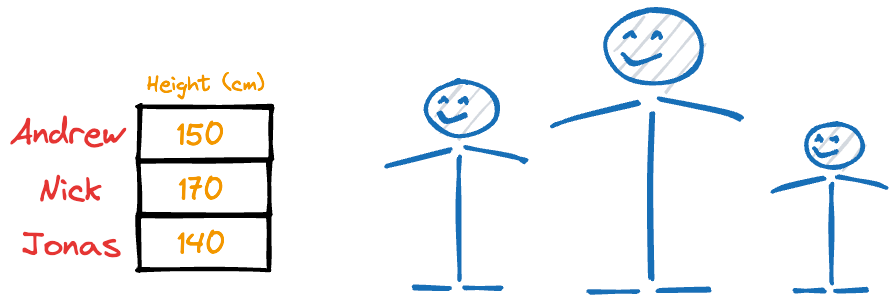 Height (cm)
Andrew 150
Nick 170
Jonas 140